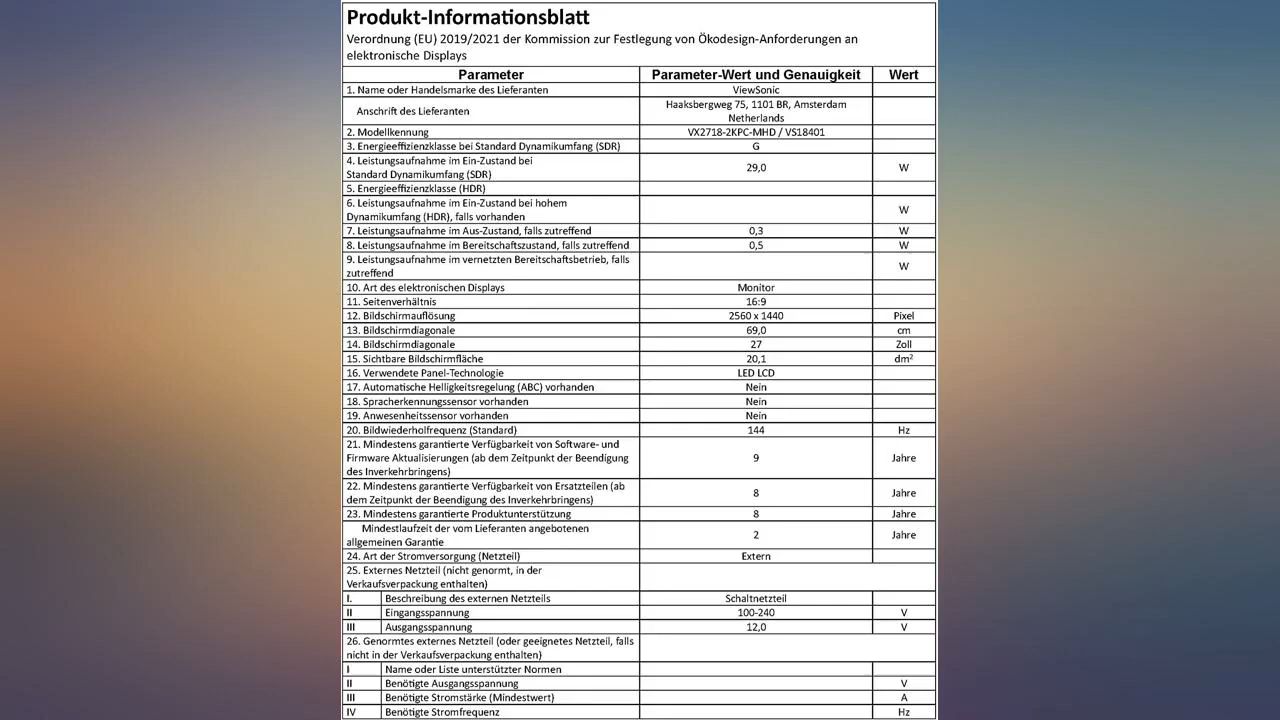 Produkt-Informationsblatt
Verordnung (EU) 2019/2021 der Kommission zur Festlegung von Ökodesign-Anforderungen an
elektronische Displays
Parameter Parameter-Wert und Genauigkeit Wert
1. Name oder Handelsmarke des Lieferanten ViewSonic
Anschrift des Lieferanten Haaksbergweg 75, 1101 BR, Amsterdam
Netherlands
2. Modellkennung VX2718-2KPC-MHD / VS18401
3. Energieeffizienzklasse bei Standard Dynamikumfang (SDR) G
4. Leistungsaufnahme im Ein-Zustand bei
Standard Dynamikumfang (SDR) 29,0 W
5. Energieeffizienzklasse (HDR)
6. Leistungsaufnahme im Ein-Zustand bei hohem
Dynamikumfang (HDR), falls vorhanden W
7. Leistungsaufnahme im Aus-Zustand, falls zutreffend 0,3 W
8. Leistungsaufnahme im Bereitschaftszustand, falls zutreffend 0,5 W
9. Leistungsaufnahme im vernetzten Bereitschaftsbetrieb, falls
zutreffend W
10. Art des elektronischen Displays Monitor
11. Seitenverhältnis 16:9
12. Bildschirmauflösung 2560 x 1440 Pixel
13. Bildschirmdiagonale 69,0 cm
14. Bildschirmdiagonale 27 Zoll
15. Sichtbare Bildschirmfläche 20,1 dm²
16. Verwendete Panel-Technologie LED LCD
17. Automatische Helligkeitsregelung (ABC) vorhanden Nein
18. Spracherkennungssensor vorhanden Nein
19. Anwesenheitssensor vorhanden Nein
20. Bildwiederholfrequenz (Standard) 144 Hz
21. Mindestens garantierte Verfügbarkeit von Software- und
Firmware Aktualisierungen (ab dem Zeitpunkt der Beendigung 9 Jahre
des Inverkehrbringens)
22. Mindestens garantierte Verfügbarkeit von Ersatzteilen (ab
dem Zeitpunkt der Beendigung des Inverkehrbringens) 8 Jahre
23. Mindestens garantierte Produktunterstützung 8 Jahre
Mindestlaufzeit der vom Lieferanten angebotenen
allgemeinen Garantie 2 Jahre
24. Art der Stromversorgung (Netzteil) Extern
25. Externes Netzteil (nicht genormt, in der
Verkaufsverpackung enthalten)
I. Beschreibung des externen Netzteils Schaltnetzteil
II Eingangsspannung 100-240 V
III Ausgangsspannung 12,0 V
26. Genormtes externes Netzteil (oder geeignetes Netzteil, falls
nicht in der Verkaufsverpackung enthalten)
I Name oder Liste unterstützter Normen
II Benötigte Ausgangsspannung V
III Benötigte Stromstärke (Mindestwert) A
IV Benötigte Stromfrequenz Hz